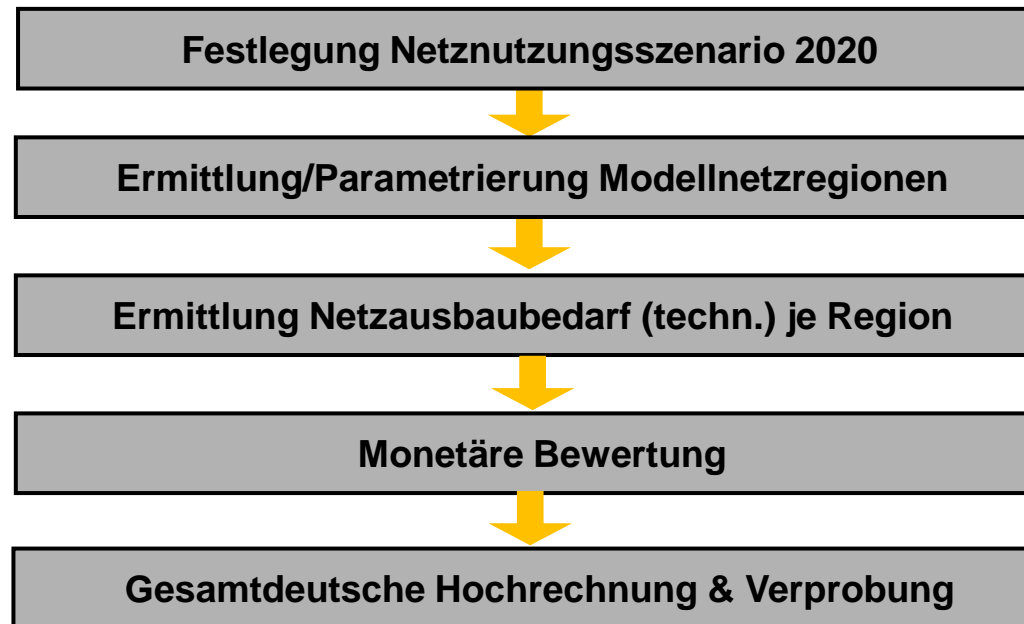 Festlegung Netznutzungsszenario 2020
Ermittlung/Parametrierung Modellnetzregionen
Ermittlung Netzausbaubedarf (techn.) je Region
Monetäre Bewertung
Gesamtdeutsche Hochrechnung & Verprobung